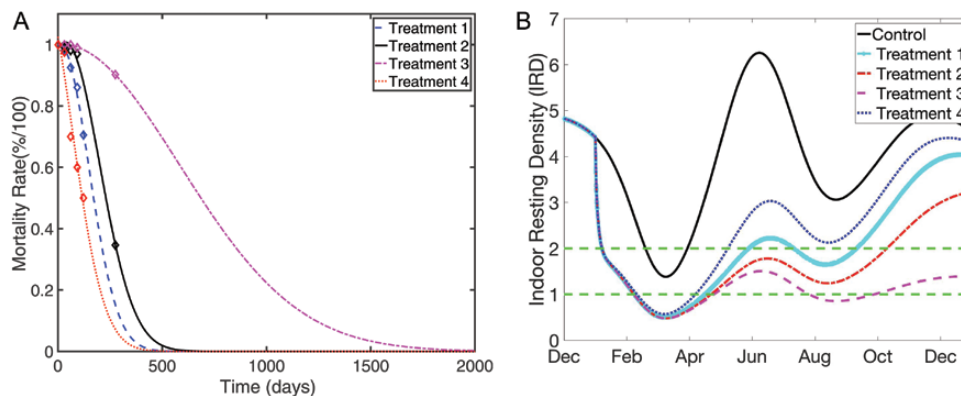 A
Mortality Rate(%/100)
1
0.8
0.6
0.4
0.2
0
0 500 1000 1500 2000
Time (days)
Treatment 1
Treatment 2
Treatment 3
Treatment 4
B
Indoor Resting Density (IRD)
7
6
5
4
3
2
1
0
Dec Feb Apr Jun Aug Oct Dec
Control
Treatment 1
Treatment 2
Treatment 3
Treatment 4